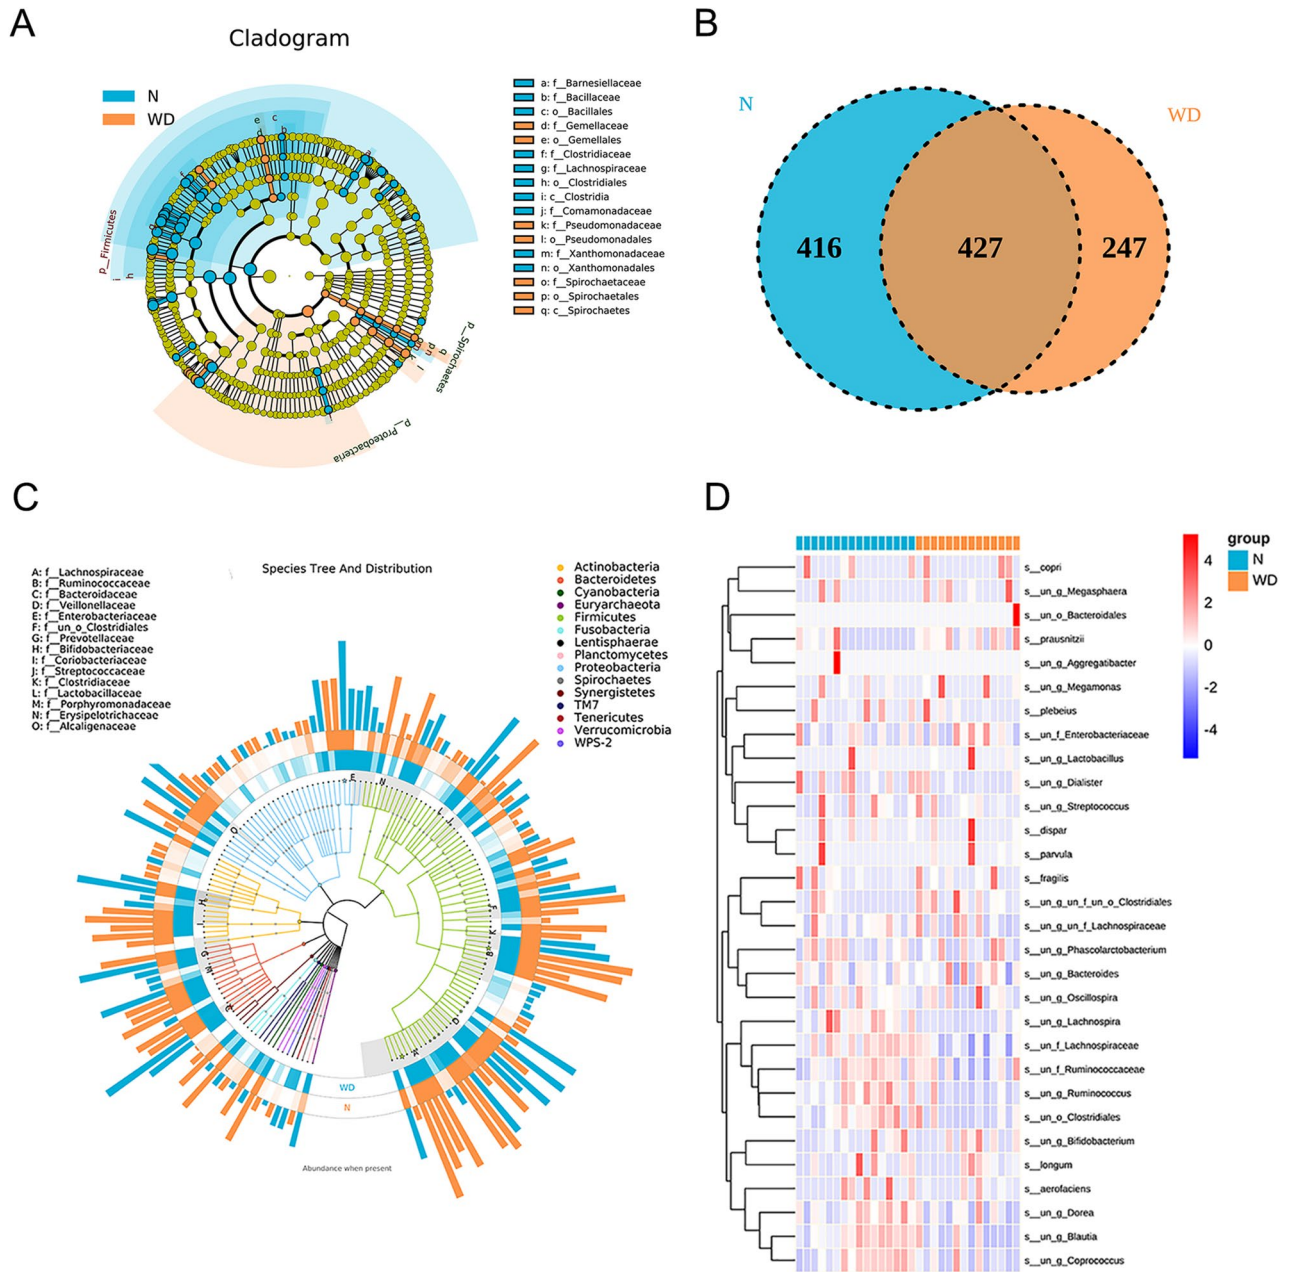 A
Cladogram
N
WD
a: f__Barnesiellaceae
b: f__Bacillaceae
c: o__Bacillales
d: f__Gemellaceae
e: o__Gemellales
f: f__Clostridiaceae
g: f__Lachnospiraceae
h: o__Clostridiales
i: c__Clostridia
j: f__Comamonadaceae
k: f__Pseudomonadaceae
l: o__Pseudomonadales
m: f__Xanthomonadaceae
n: o__Xanthomonadales
o: f__Spirochaetaceae
p: o__Spirochaetales
q: c__Spirochaetes
p__Firmicutes
p__Spirochaetes
p__Proteobacteria
B
N
WD
416
427
247
C
A: f__Lachnospiraceae
B: f__Ruminococcaceae
C: f__Bacteroidaceae
D: f__Veillonellaceae
E: f__Enterobacteriaceae
F: f__un_o_Clostridiales
G: f__Prevotellaceae
H: f__Bifidobacteriaceae
I: f__Coriobacteriaceae
J: f__Streptococcaceae
K: f__Clostridiaceae
L: f__Lactobacillaceae
M: f__Porphyromonadaceae
N: f__Erysipelotrichaceae
O: f__Alcaligenaceae
Species Tree And Distribution
Actinobacteria
Bacteroidetes
Cyanobacteria
Euryarchaeota
Firmicutes
Fusobacteria
Lentisphaerae
Planctomycetes
Proteobacteria
Spirochaetes
Synergistetes
TM7
Tenericutes
Verrucomicrobia
WPS-2
WD
N
Abundance when present
D
s__copri
s__un_g_Megasphaera
s__un_o_Bacteroidales
s__prausnitzii
s__un_g_Aggregatibacter
s__un_g_Megamonas
s__plebeius
s__un_f_Enterobacteriaceae
s__un_g_Lactobacillus
s__un_g_Dialister
s__un_g_Streptococcus
s__dispar
s__parvula
s__fragilis
s__un_g_un_f_un_o_Clostridiales
s__un_g_un_f_Lachnospiraceae
s__un_g_Phascolarctobacterium
s__un_g_Bacteroides
s__un_g_Oscillospira
s__un_g_Lachnospira
s__un_f_Lachnospiraceae
s__un_f_Ruminococcaceae
s__un_g_Ruminococcus
s__un_o_Clostridiales
s__un_g_Bifidobacterium
s__longum
s__aerofaciens
s__un_g_Dorea
s__un_g_Blautia
s__un_g_Coprococcus
4
2
0
-2
-4
group
N
WD